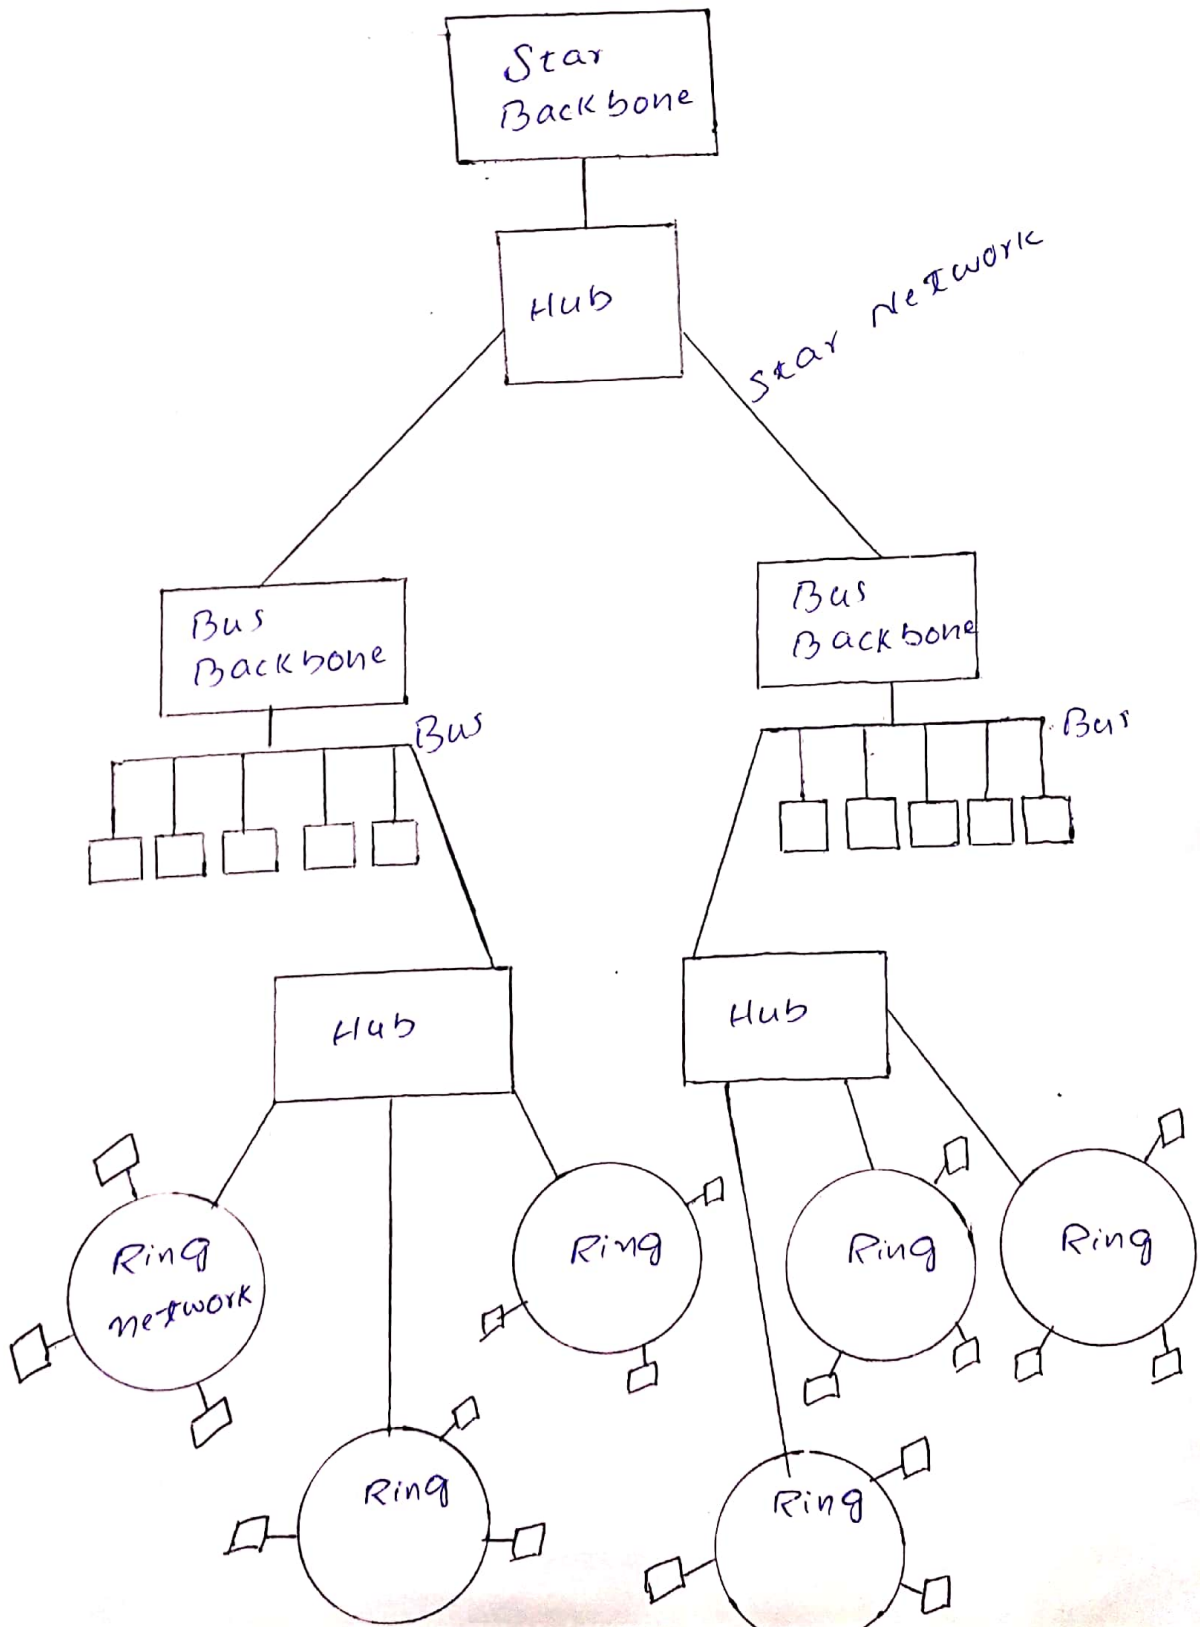 Star
Backbone
Hub
Star Network
Bus
Backbone
Bus
Backbone
Bus
Bus
Hub
Hub
Ring
network
Ring
Ring
Ring
Ring
Ring